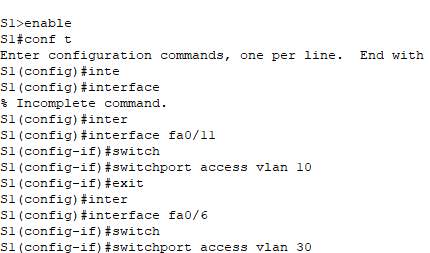 S1>enable
S1#conf t
Enter configuration commands, one per line.  End with
S1(config)#inte
S1(config)#interface
% Incomplete command.
S1(config)#inter
S1(config)#interface fa0/11
S1(config-if)#switch
S1(config-if)#switchport access vlan 10
S1(config-if)#exit
S1(config)#inter
S1(config)#interface fa0/6
S1(config-if)#switch
S1(config-if)#switchport access vlan 30